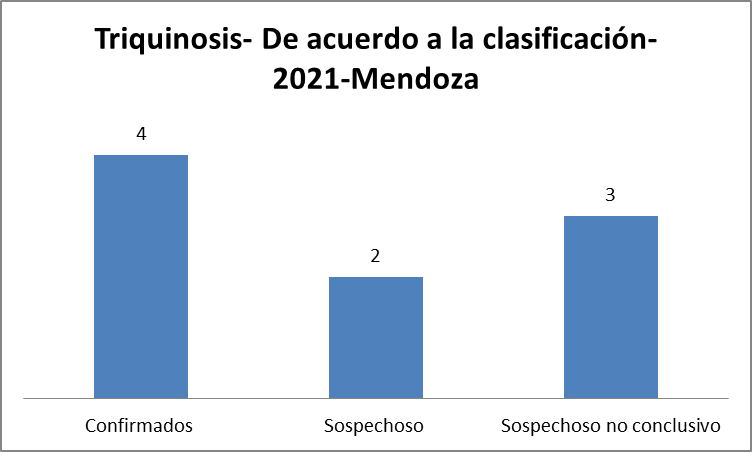 Triquinosis- De acuerdo a la clasificación-
2021-Mendoza
4
2
3
Confirmados
Sospechoso
Sospechoso no conclusivo